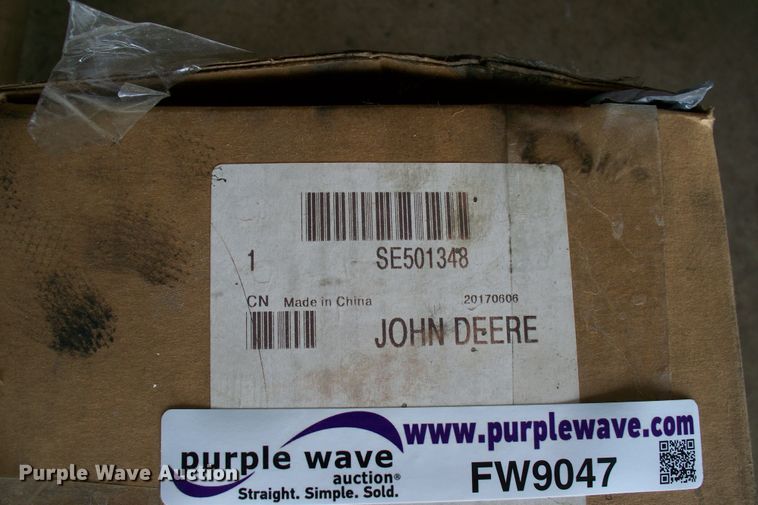 1 SE501348
CN Made in China 20170606
JOHN DEERE
www.purplewave.com
purple wave
auction®
Straight. Simple. Sold.
FW9047
Purple Wave Auction